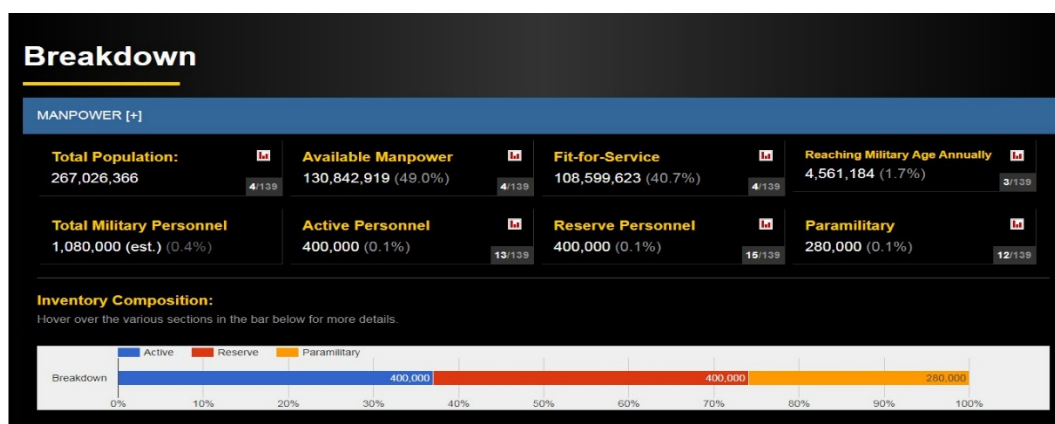 Breakdown
MANPOWER [+]
Total Population:
267,026,366
4/139
Available Manpower
130,842,919 (49.0%)
4/139
Fit-for-Service
108,599,623 (40.7%)
4/139
Reaching Military Age Annually
4,561,184 (1.7%)
3/139
Total Military Personnel
1,080,000 (est.) (0.4%)
Active Personnel
400,000 (0.1%)
13/139
Reserve Personnel
400,000 (0.1%)
15/139
Paramilitary
280,000 (0.1%)
12/139
Inventory Composition:
Hover over the various sections in the bar below for more details.
Active Reserve Paramilitary
Breakdown 400,000 400,000 280,000
0% 10% 20% 30% 40% 50% 60% 70% 80% 90% 100%